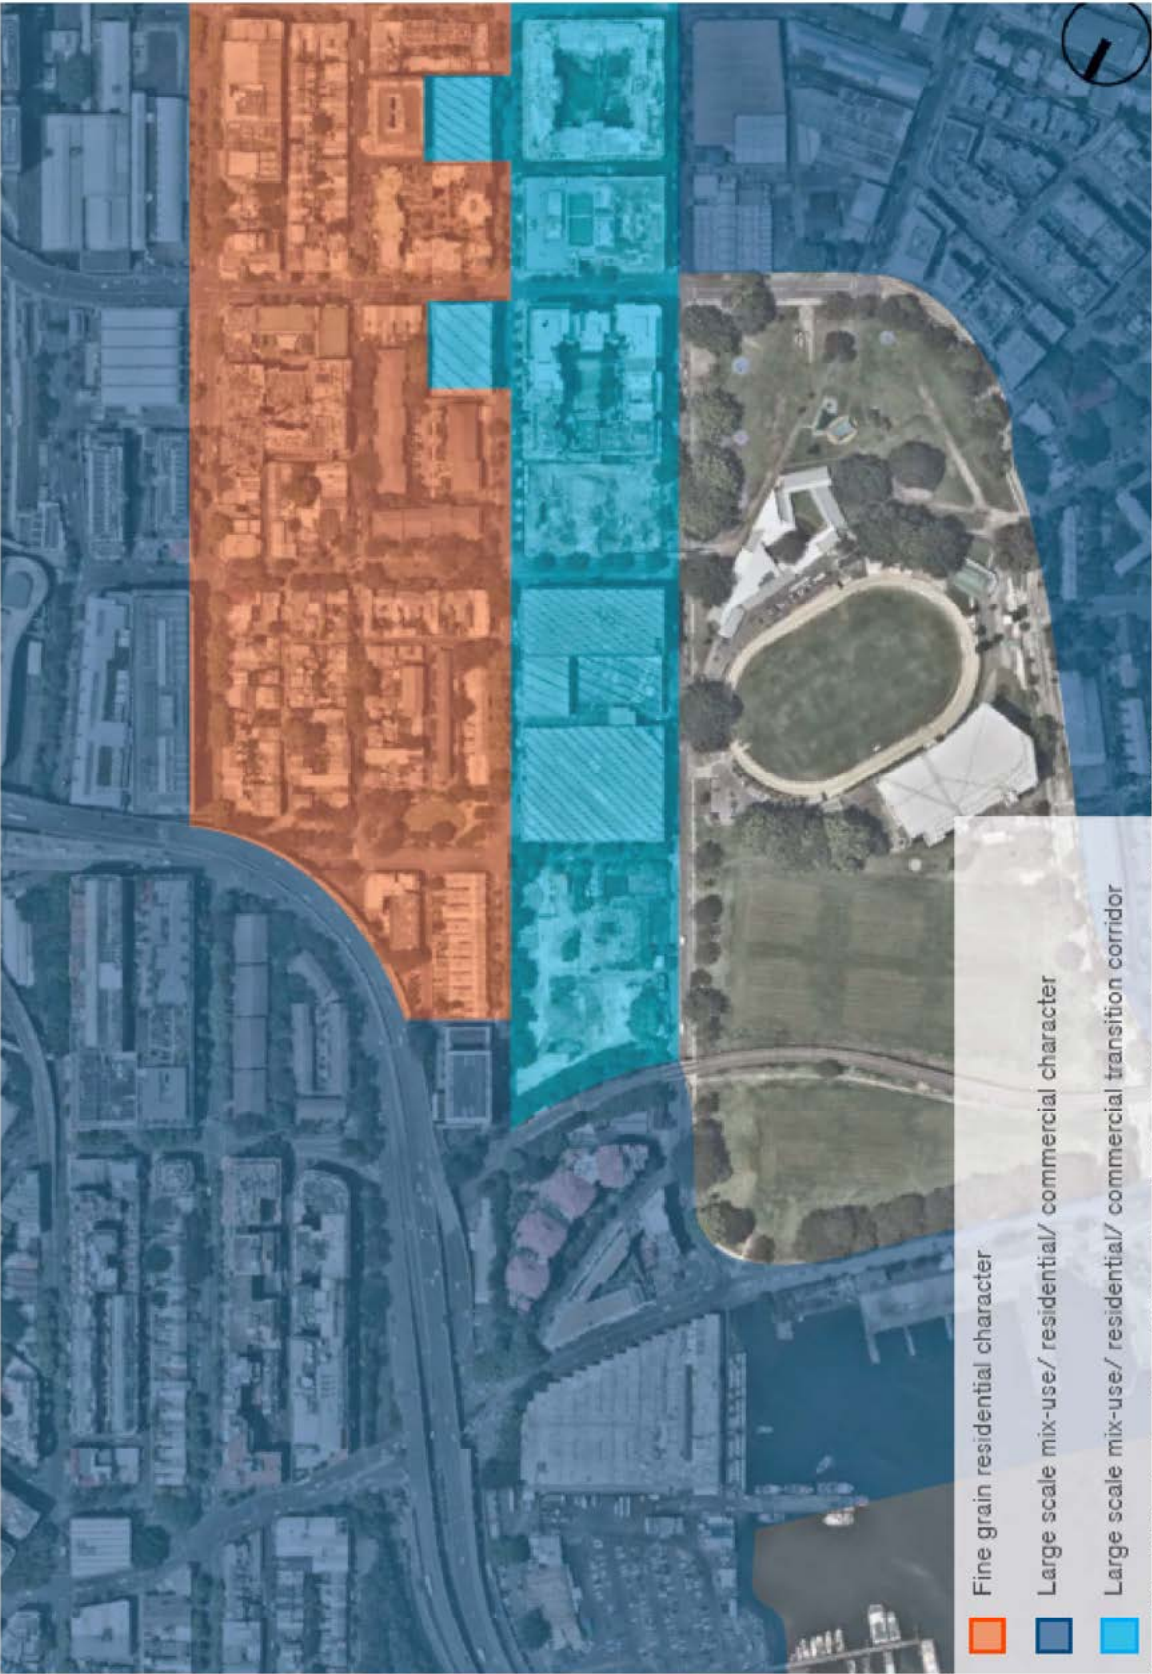 Fine grain residential character
Large scale mix-use/ residential/ commercial character
Large scale mix-use/ residential/ commercial transition corridor